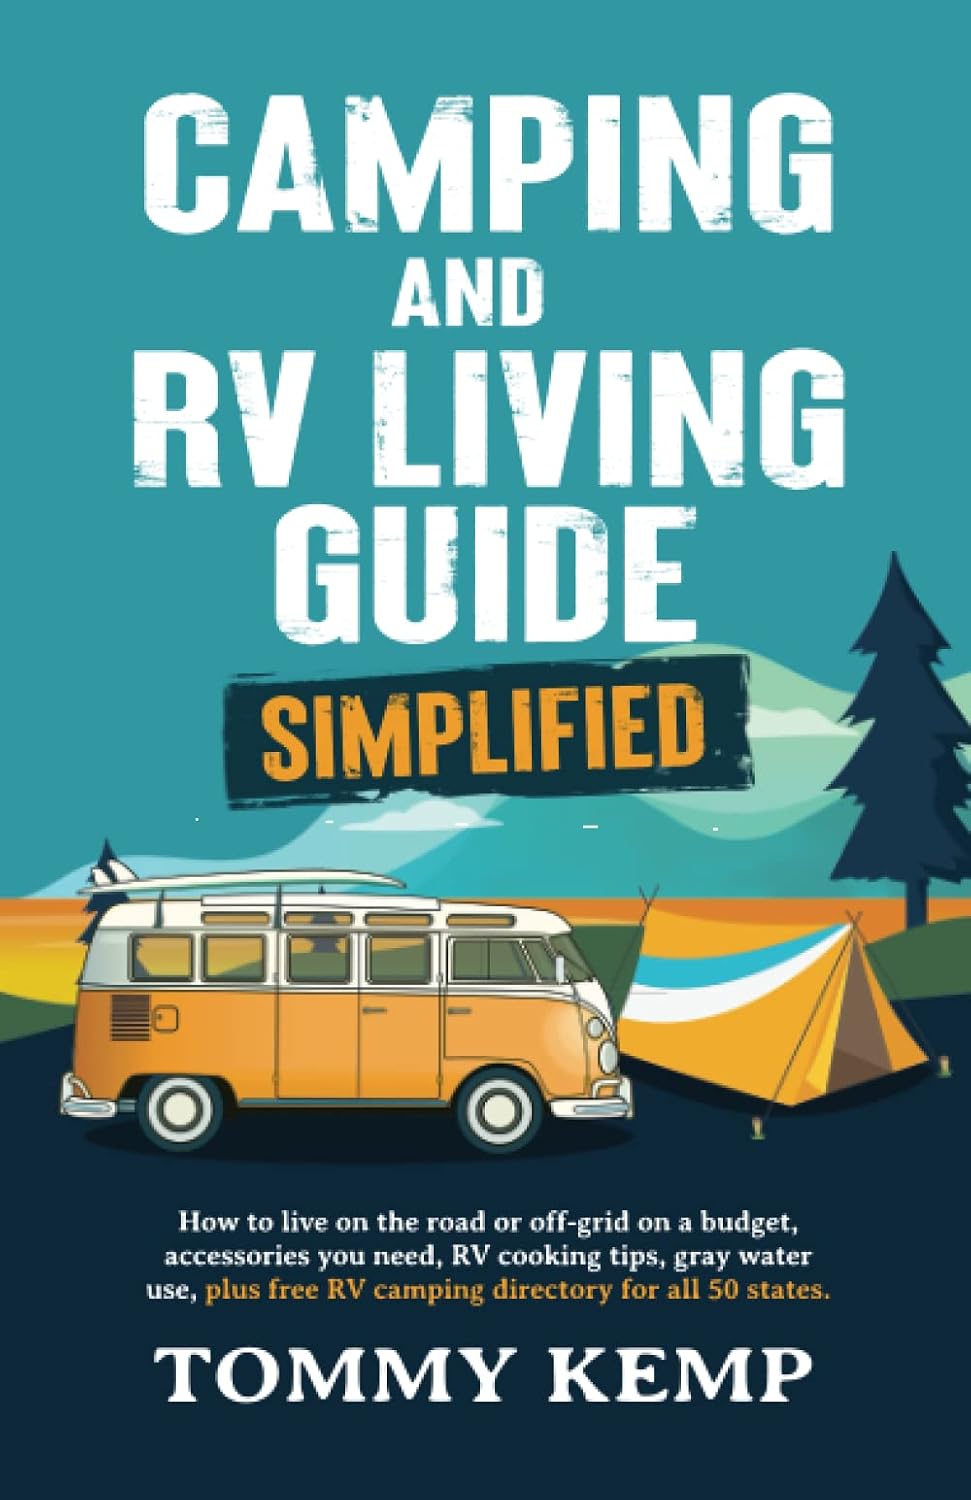 CAMPING
AND
RV LIVING
GUIDE
SIMPLIFIED
How to live on the road or off-grid on a budget,
accessories you need, RV cooking tips, gray water
use, plus free RV camping directory for all 50 states.
TOMMY KEMP